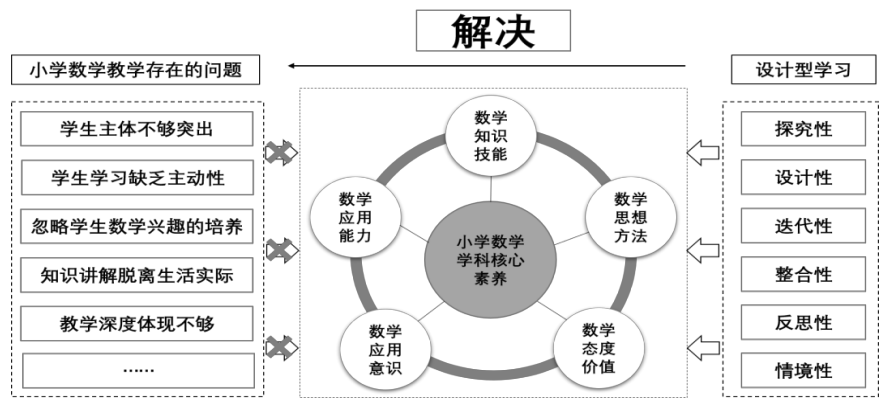 解决
小学数学教学存在的问题
学生主体不够突出
学生学习缺乏主动性
忽略学生数学兴趣的培养
知识讲解脱离生活实际
教学深度体现不够
……
数学
知识
技能
数学
应用
能力
数学
思想
方法
小学数学
学科核心
素养
数学
应用
意识
数学
态度
价值
设计型学习
探究性
设计性
迭代性
整合性
反思性
情境性